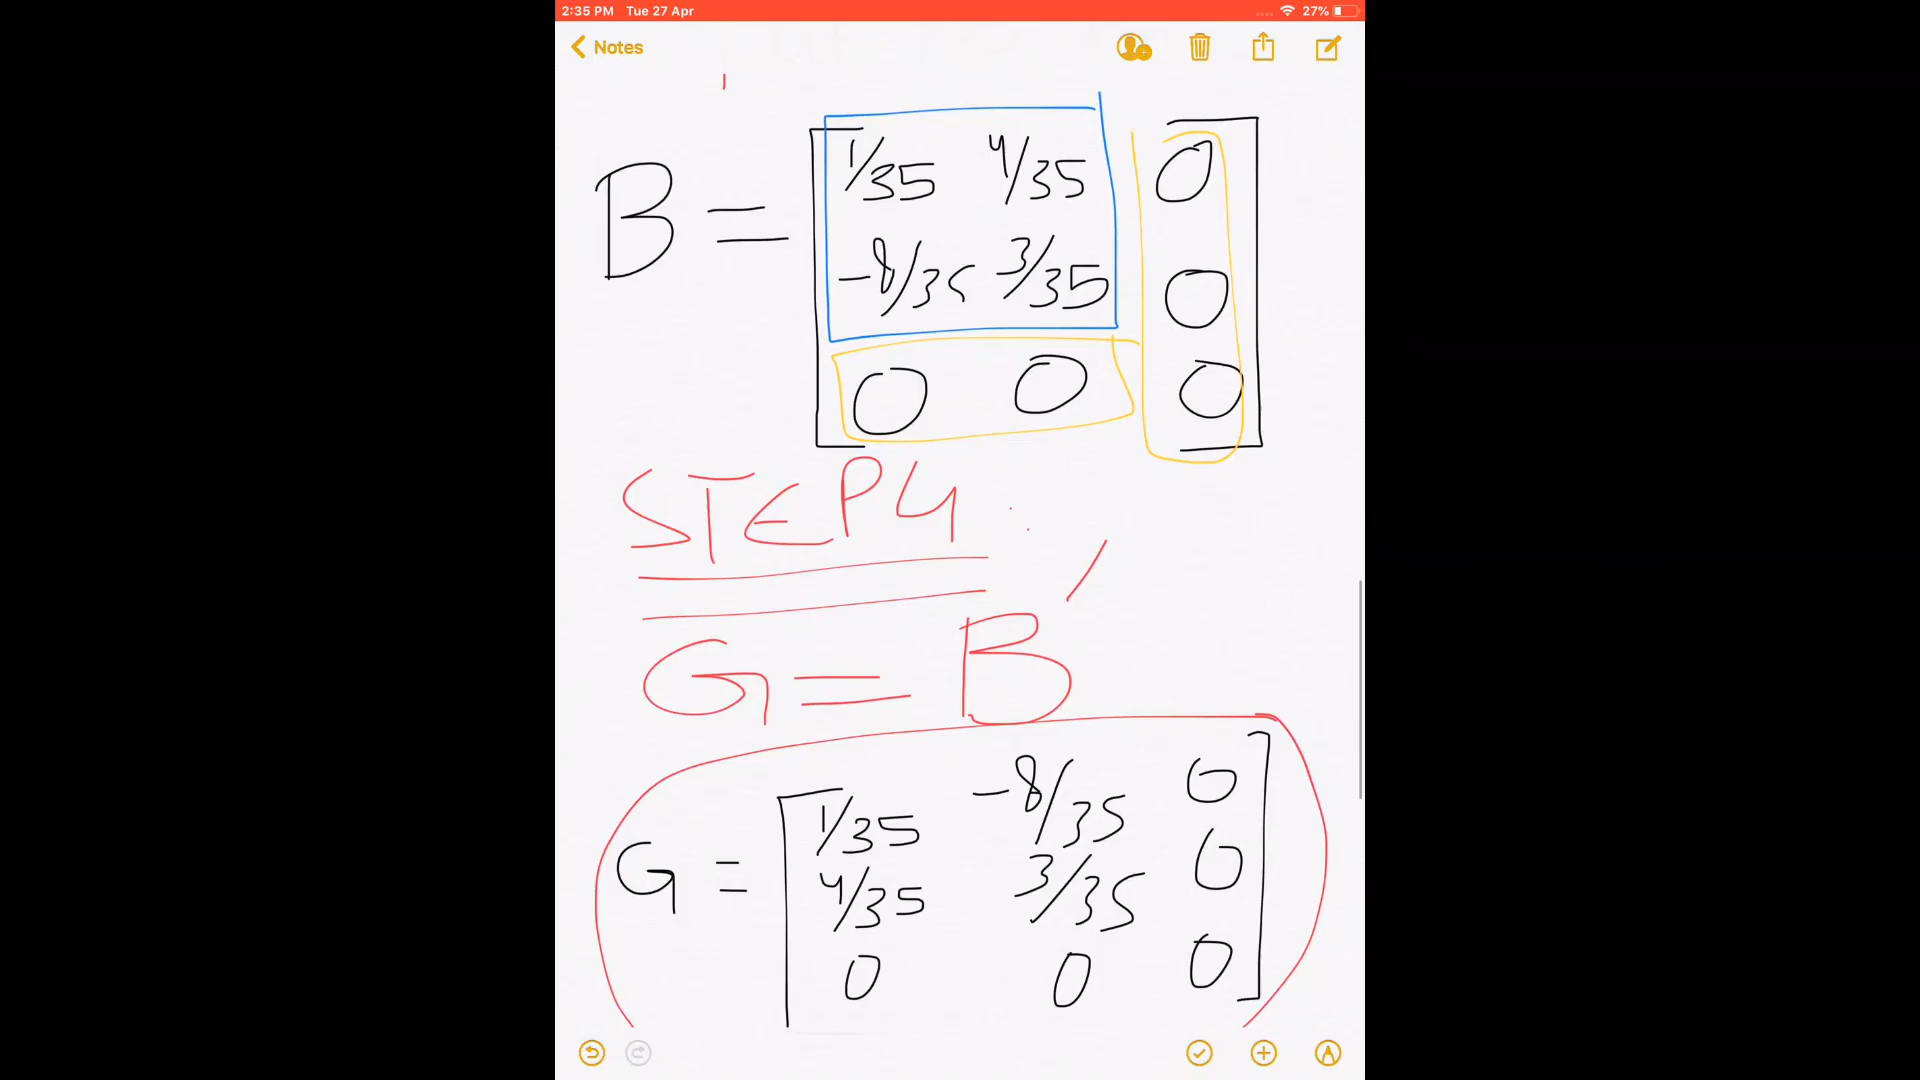 2:35 PM Tue 27 Apr 27%
Notes
B = [ 1/35 4/35 0
-8/35 3/35 0
0 0 0 ]
STEP4
G = B'
G = [ 1/35 -8/35 0
4/35 3/35 0
0 0 0 ]